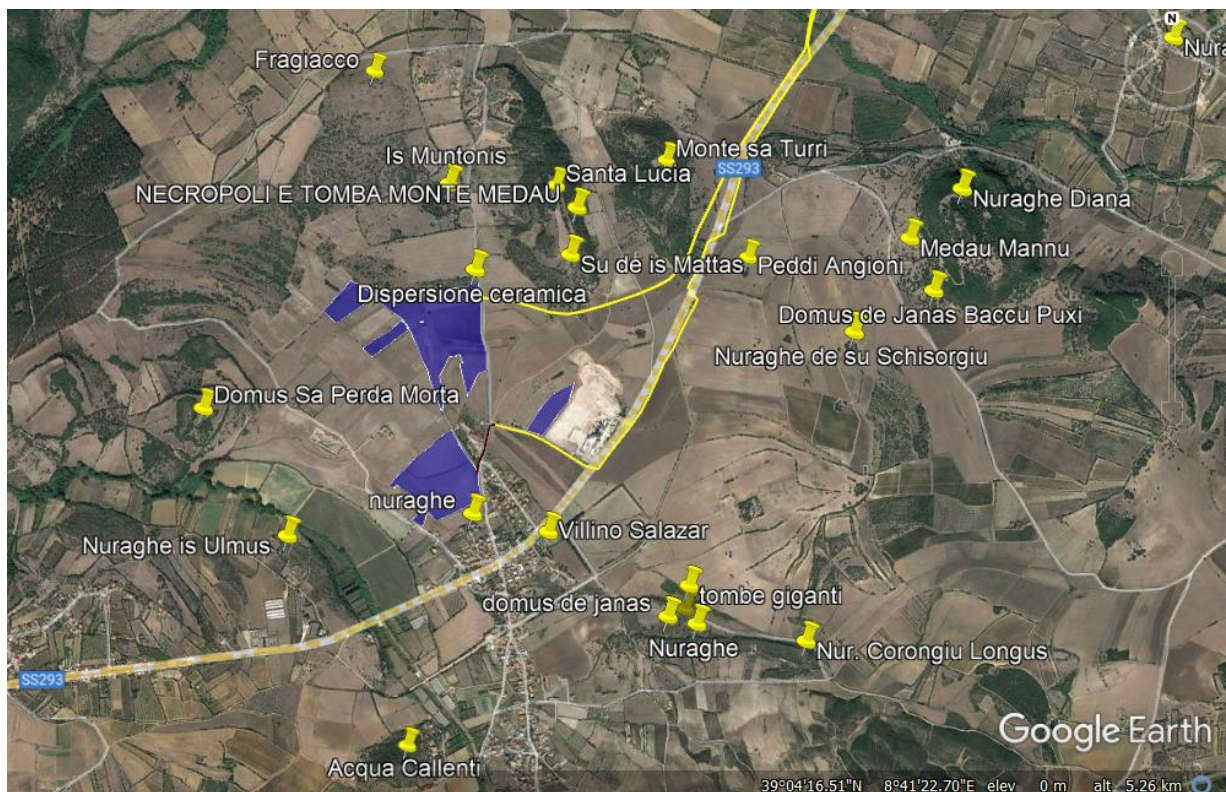 N
Nura
Fragiacco
Is Muntonis
Santa Lucia
Monte sa Turri
SS293
NECROPOLI E TOMBA MONTE MEDAU
Nuraghe Diana
Medau Mannu
Su de is Mattas
Peddi Angioni
Dispersione ceramica
Domus de Janas Baccu Puxi
Nuraghe de su Schisorgiu
Domus Sa Perda Morta
nuraghe
Villino Salazar
Nuraghe is Ulmus
tombe giganti
domus de janas
Nuraghe
Nur. Corongiu Longus
SS293
Google Earth
Acqua Callenti
39°04'16.51"N 8°41'22.70"E elev 0 m alt 5.26 km